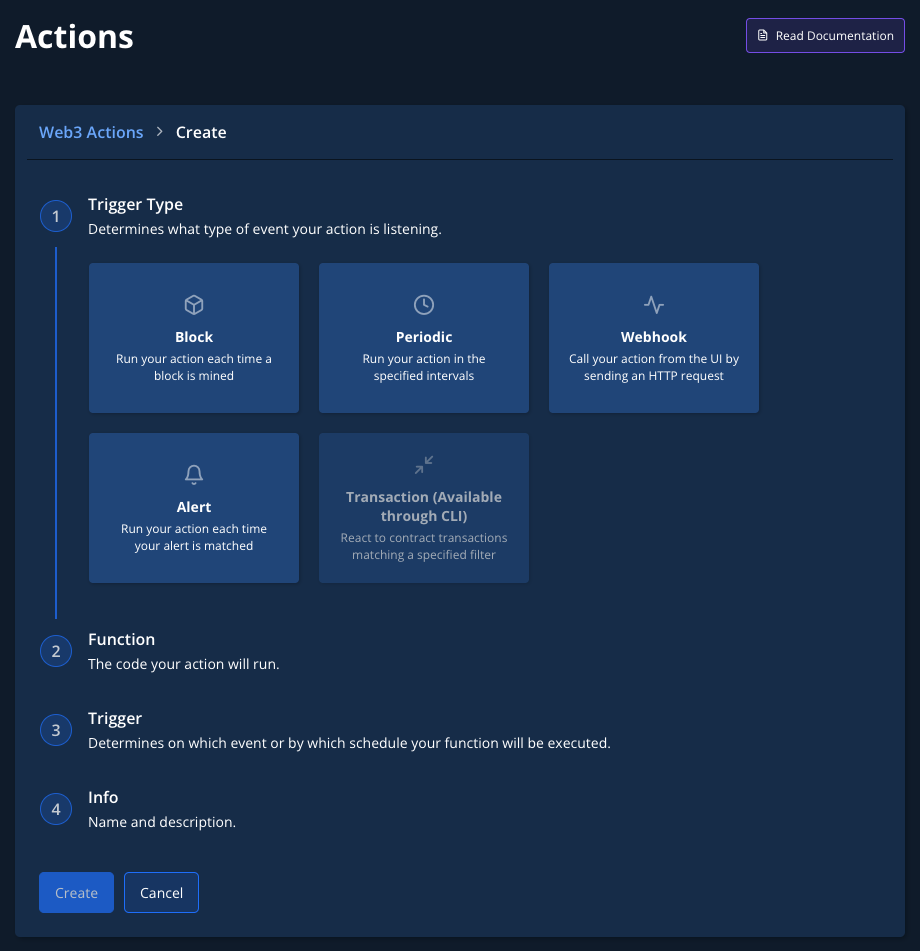 Actions
Read Documentation
Web3 Actions > Create
1
Trigger Type
Determines what type of event your action is listening.
Block
Run your action each time a
block is mined
Periodic
Run your action in the
specified intervals
Webhook
Call your action from the UI by
sending an HTTP request
Alert
Run your action each time
your alert is matched
Transaction (Available
through CLI)
React to contract transactions
matching a specified filter
2
Function
The code your action will run.
3
Trigger
Determines on which event or by which schedule your function will be executed.
4
Info
Name and description.
Create
Cancel